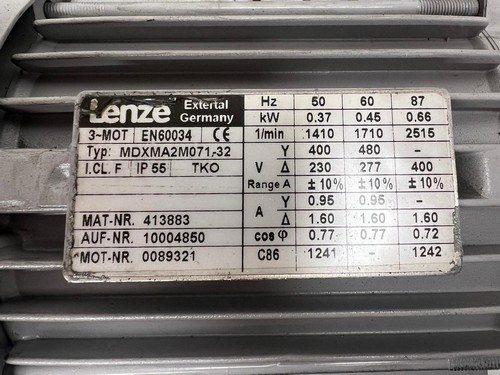 Lenze Extertal Germany Hz 50 60 87
kW 0.37 0.45 0.66
3~MOT EN60034 CE 1/min 1410 1710 2515
Typ: MDXMA2M071-32 Y 400 480 -
I.CL. F IP 55 TKO V Δ 230 277 400
Range A ±10% ±10% ±10%
Y 0.95 0.95 -
MAT-NR. 413883 A Δ 1.60 1.60 1.60
AUF-NR. 10004850 cos φ 0.77 0.77 0.72
MOT-NR. 0089321 C86 1241 - 1242